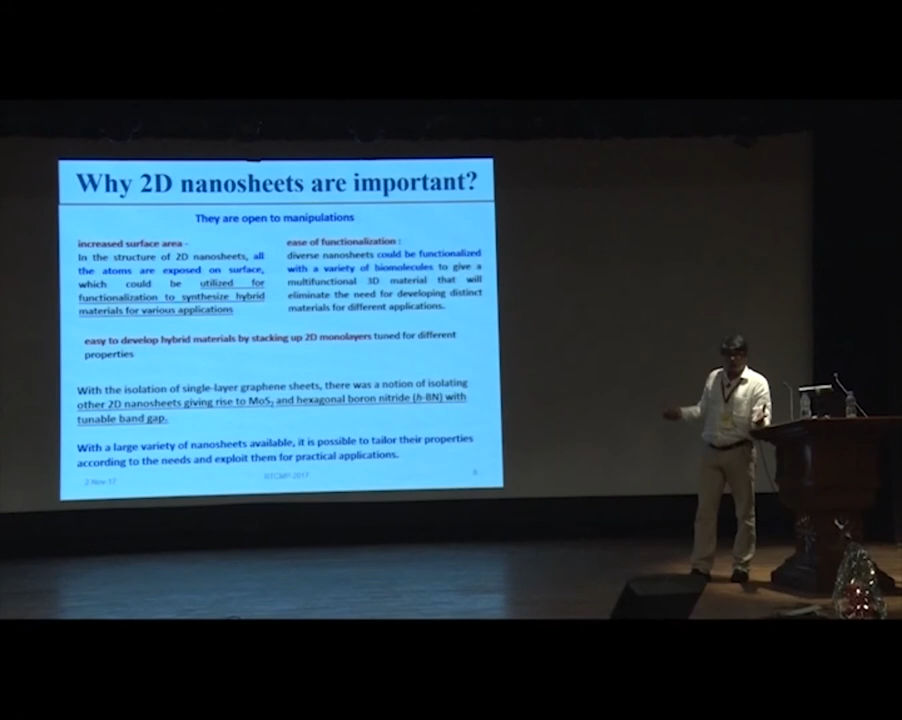 Why 2D nanosheets are important?
They are open to manipulations
increased surface area -
In the structure of 2D nanosheets, all
the atoms are exposed on surface,
which could be utilized for
functionalization to synthesize hybrid
materials for various applications
ease of functionalization :
diverse nanosheets could be functionalized
with a variety of biomolecules to give a
multifunctional 3D material that will
eliminate the need for developing distinct
materials for different applications.
easy to develop hybrid materials by stacking up 2D monolayers tuned for different
properties
With the isolation of single-layer graphene sheets, there was a notion of isolating
other 2D nanosheets giving rise to MoS₂ and hexagonal boron nitride (h-BN) with
tunable band gap.
With a large variety of nanosheets available, it is possible to tailor their properties
according to the needs and exploit them for practical applications.
2 Nov-17